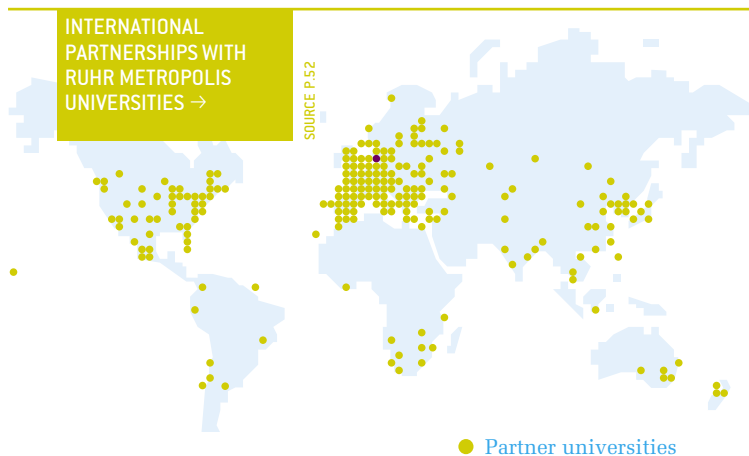 INTERNATIONAL
PARTNERSHIPS WITH
RUHR METROPOLIS
UNIVERSITIES →
SOURCE P.52
Partner universities